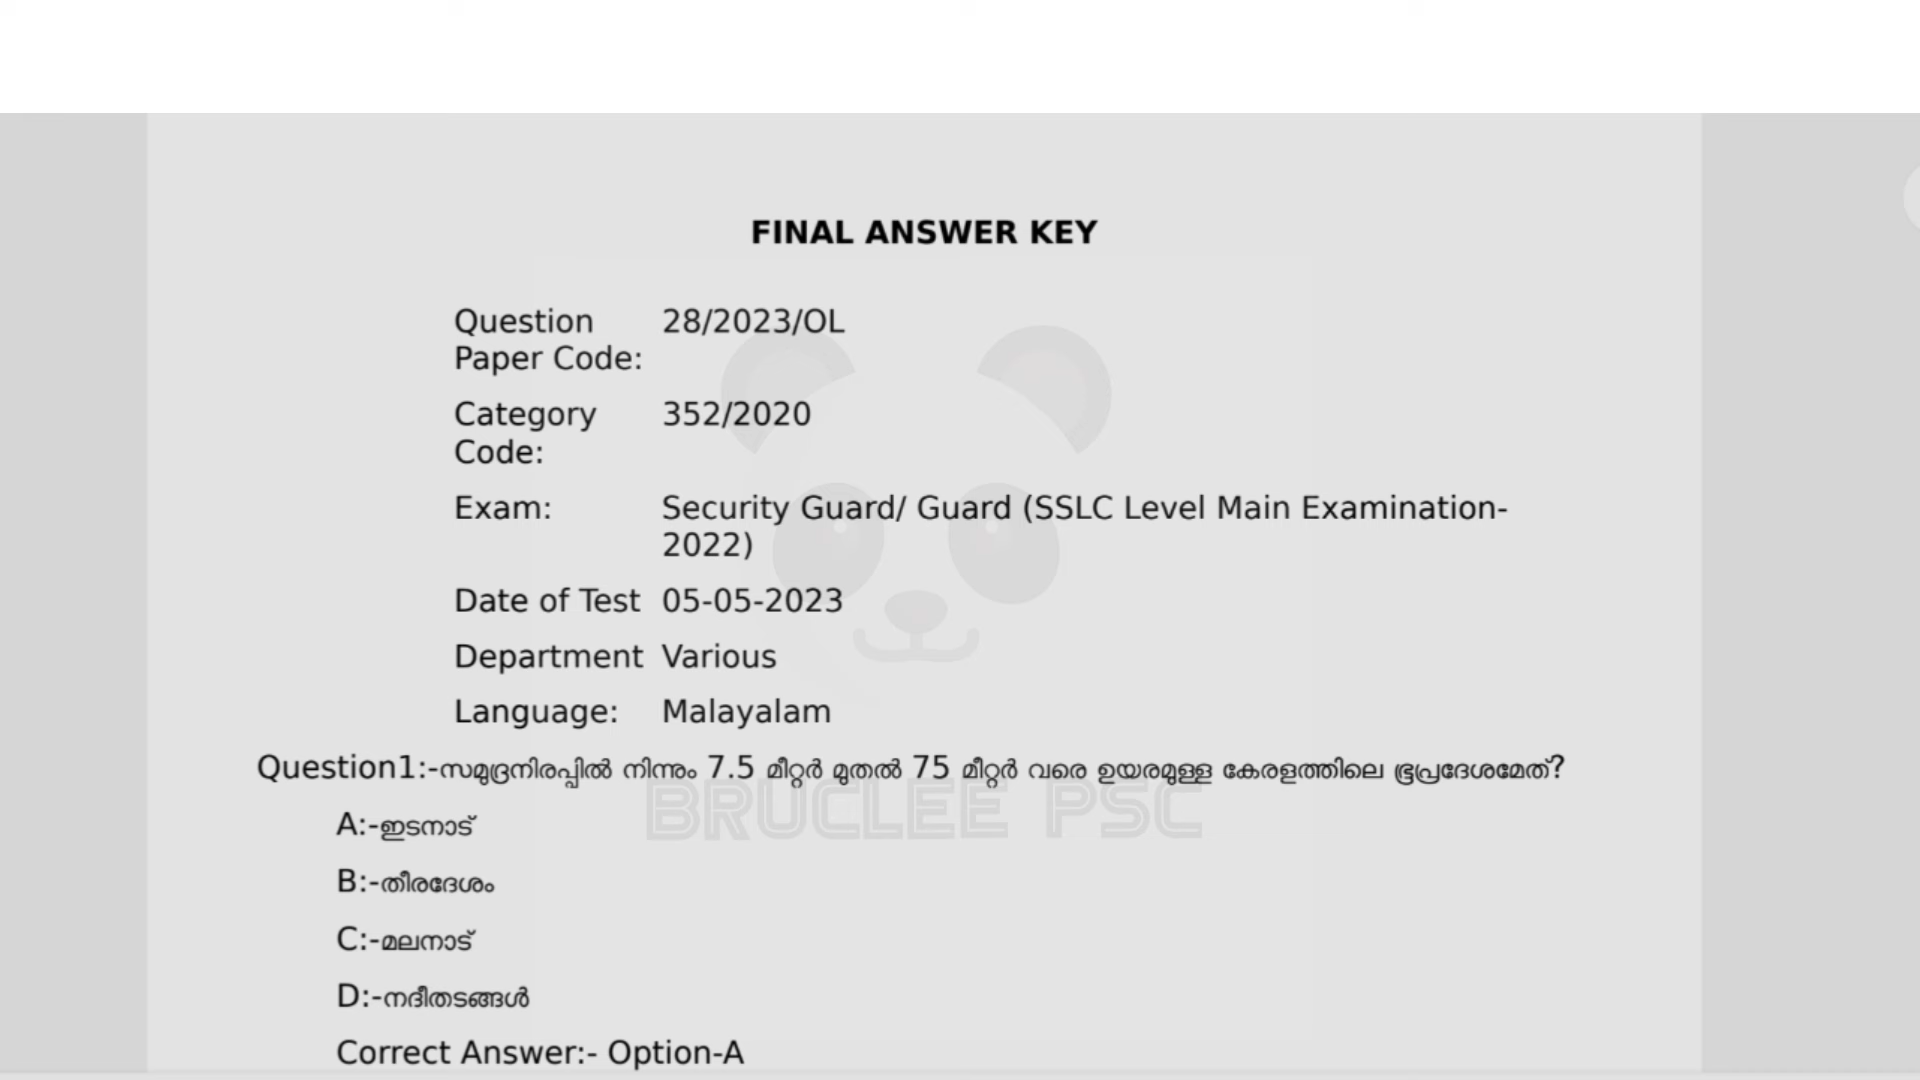 FINAL ANSWER KEY
Question 28/2023/OL
Paper Code:
Category 352/2020
Code:
Exam: Security Guard/ Guard (SSLC Level Main Examination-
2022)
Date of Test 05-05-2023
Department Various
Language: Malayalam
Question1:-സമുദ്രനിരപ്പിൽ നിന്നും 7.5 മീറ്റർ മുതൽ 75 മീറ്റർ വരെ ഉയരമുള്ള കേരളത്തിലെ ഭൂപ്രദേശമേത്?
BRUCLEE PSC
A:-ഇടനാട്
B:-തീരദേശം
C:-മലനാട്
D:-നദീതടങ്ങൾ
Correct Answer:- Option-A